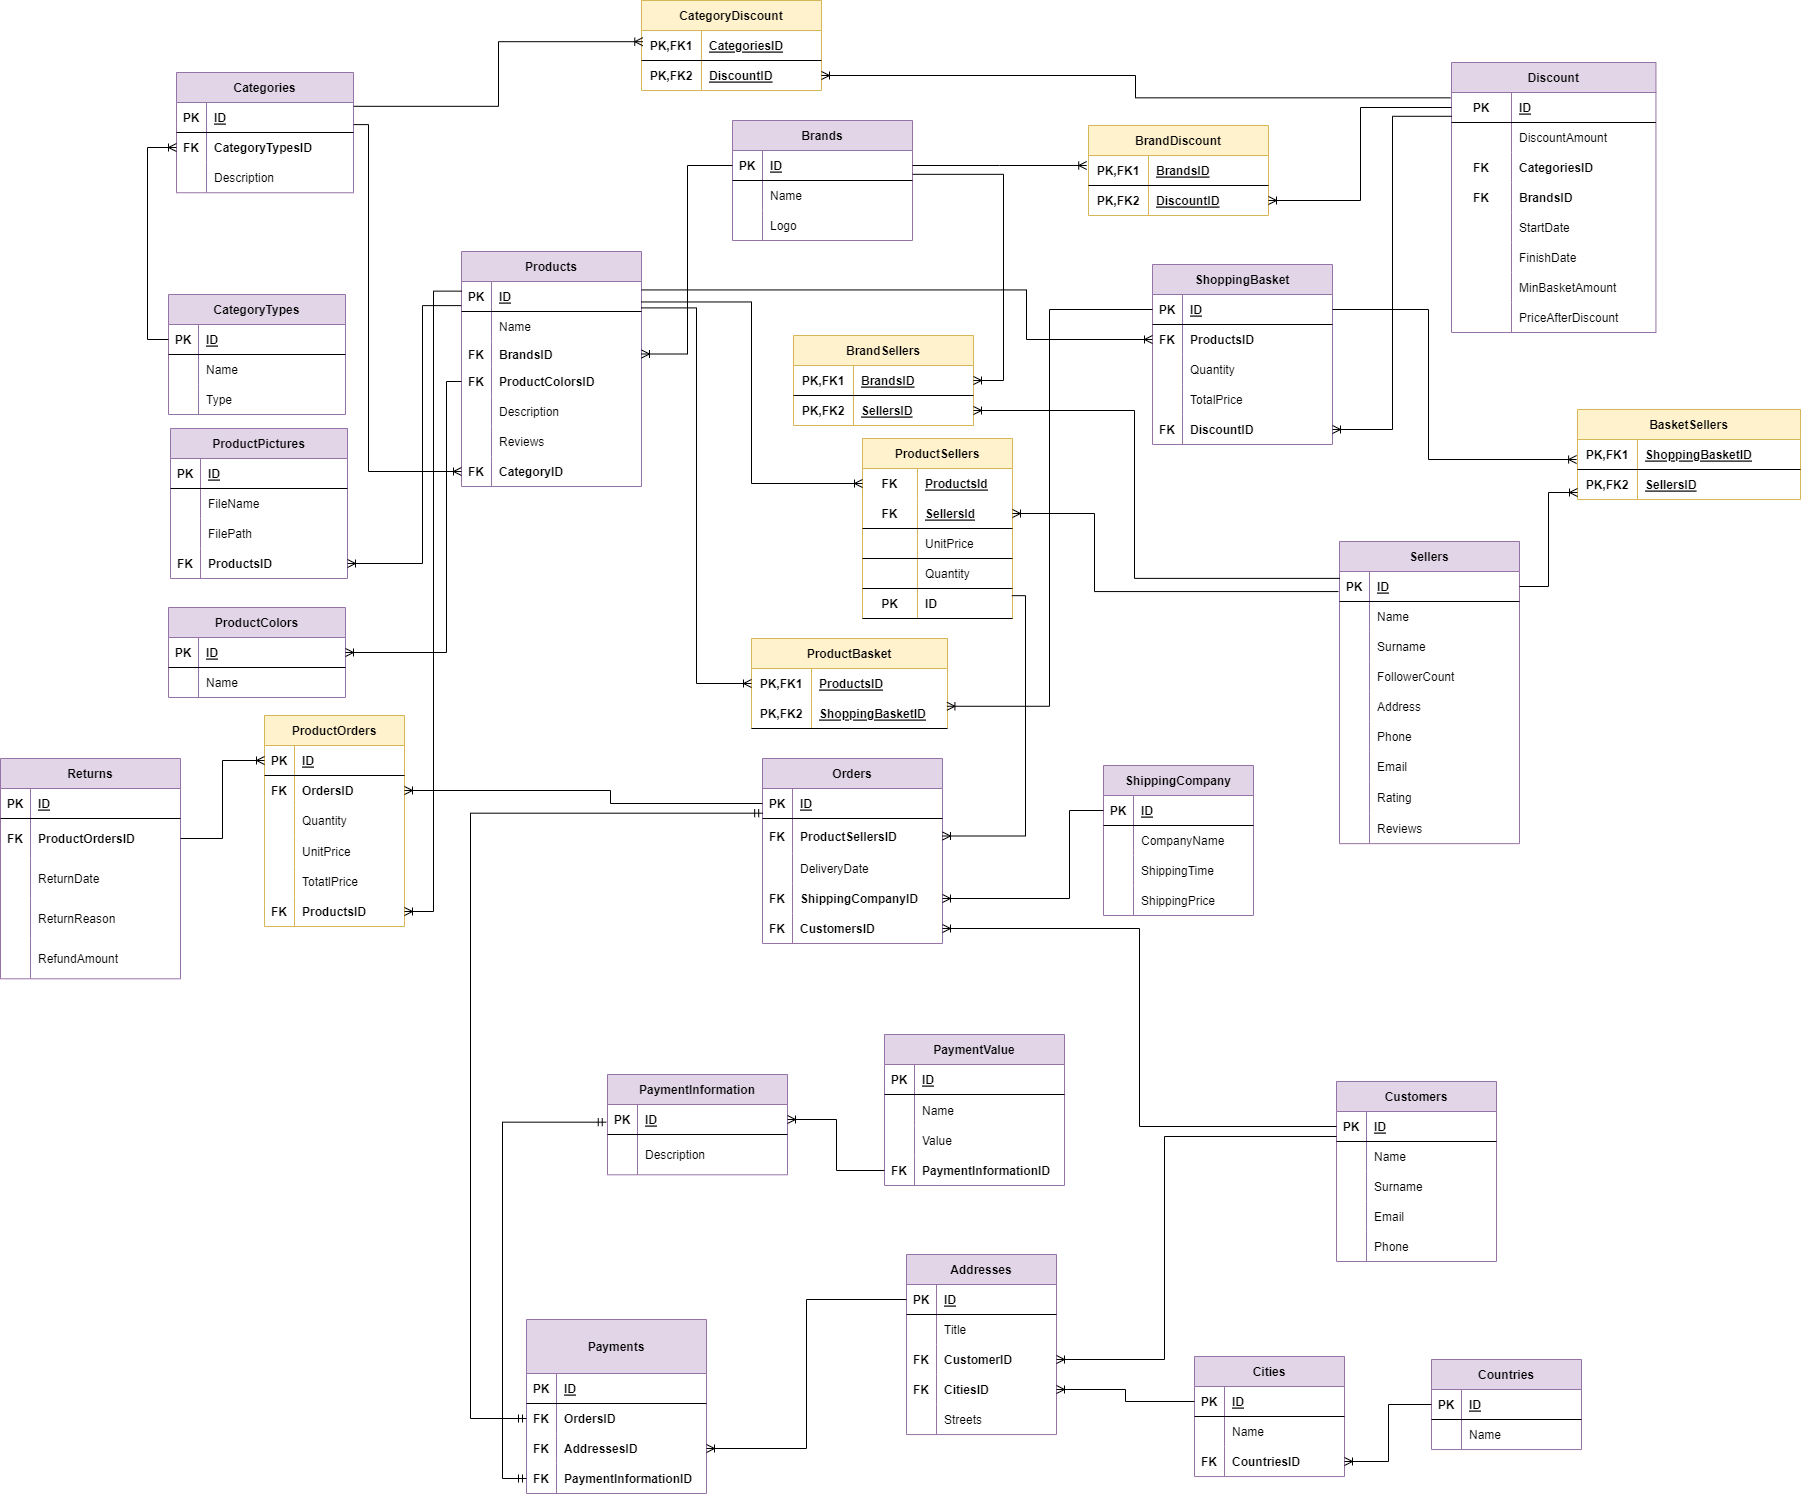 CategoryDiscount
PK,FK1 CategoriesID
PK,FK2 DiscountID
Categories
PK ID
FK CategoryTypesID
Description
Discount
PK ID
DiscountAmount
FK CategoriesID
FK BrandsID
StartDate
FinishDate
MinBasketAmount
PriceAfterDiscount
Brands
PK ID
Name
Logo
BrandDiscount
PK,FK1 BrandsID
PK,FK2 DiscountID
Products
PK ID
Name
FK BrandsID
FK ProductColorsID
Description
Reviews
FK CategoryID
ShoppingBasket
PK ID
FK ProductsID
Quantity
TotalPrice
FK DiscountID
CategoryTypes
PK ID
Name
Type
BrandSellers
PK,FK1 BrandsID
PK,FK2 SellersID
BasketSellers
PK,FK1 ShoppingBasketID
PK,FK2 SellersID
ProductPictures
PK ID
FileName
FilePath
FK ProductsID
ProductSellers
FK ProductsId
FK SellersId
UnitPrice
Quantity
PK ID
Sellers
PK ID
Name
Surname
FollowerCount
Address
Phone
Email
Rating
Reviews
ProductColors
PK ID
Name
ProductBasket
PK,FK1 ProductsID
PK,FK2 ShoppingBasketID
ProductOrders
PK ID
FK OrdersID
Quantity
UnitPrice
TotatlPrice
FK ProductsID
Returns
PK ID
FK ProductOrdersID
ReturnDate
ReturnReason
RefundAmount
Orders
PK ID
FK ProductSellersID
DeliveryDate
FK ShippingCompanyID
FK CustomersID
ShippingCompany
PK ID
CompanyName
ShippingTime
ShippingPrice
PaymentValue
PK ID
Name
Value
FK PaymentInformationID
PaymentInformation
PK ID
Description
Customers
PK ID
Name
Surname
Email
Phone
Addresses
PK ID
Title
FK CustomerID
FK CitiesID
Streets
Payments
PK ID
FK OrdersID
FK AddressesID
FK PaymentInformationID
Cities
PK ID
Name
FK CountriesID
Countries
PK ID
Name